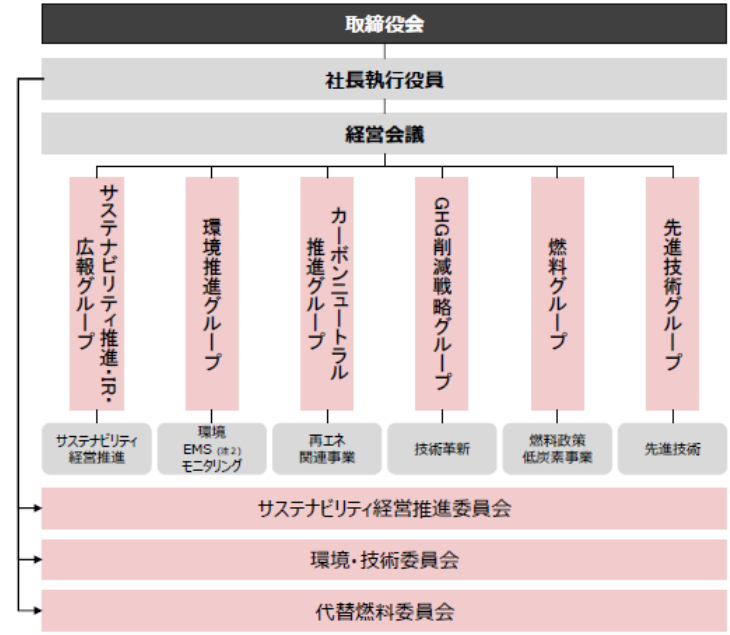 取締役会
社長執行役員
経営会議
サステナビリティ推進・IR・
広報グループ
環境推進グループ
カーボンニュートラル
推進グループ
GHG削減戦略グループ
燃料グループ
先進技術グループ
サステナビリティ
経営推進
環境
EMS (注2)
モニタリング
再エネ
関連事業
技術革新
燃料政策
低炭素事業
先進技術
サステナビリティ経営推進委員会
環境・技術委員会
代替燃料委員会